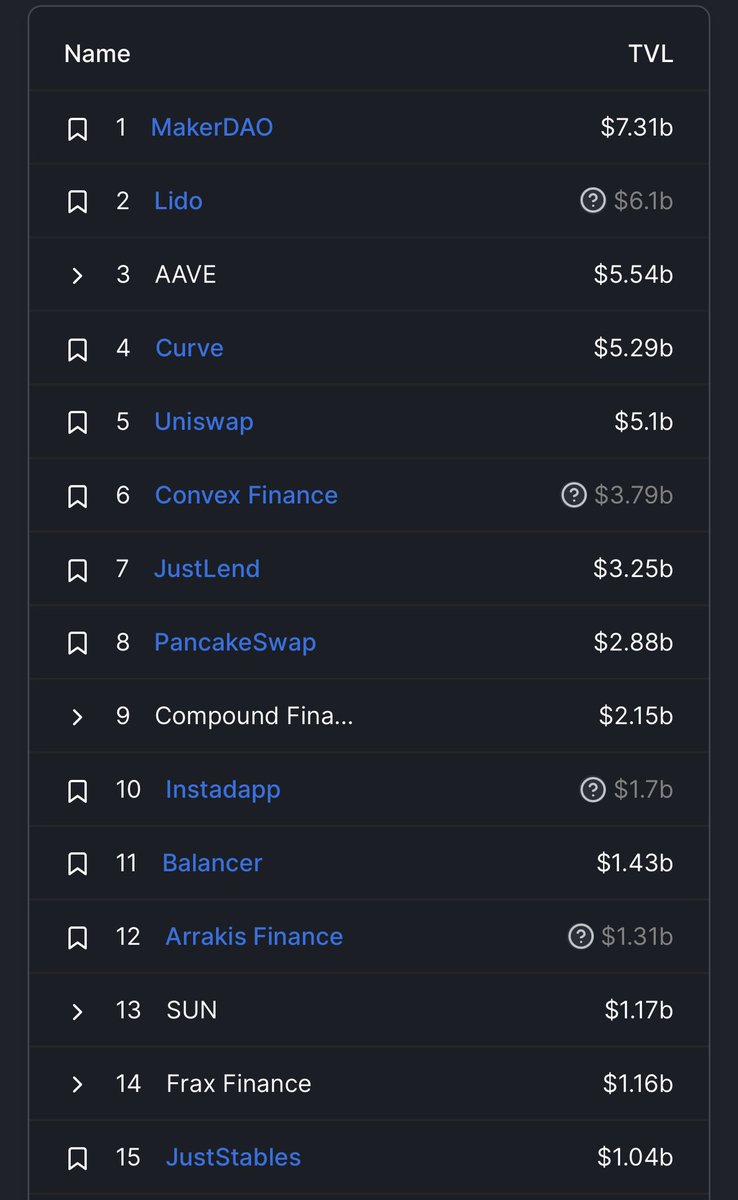 Name TVL
1 MakerDAO $7.31b
2 Lido ? $6.1b
3 AAVE $5.54b
4 Curve $5.29b
5 Uniswap $5.1b
6 Convex Finance ? $3.79b
7 JustLend $3.25b
8 PancakeSwap $2.88b
9 Compound Fina... $2.15b
10 Instadapp ? $1.7b
11 Balancer $1.43b
12 Arrakis Finance ? $1.31b
13 SUN $1.17b
14 Frax Finance $1.16b
15 JustStables $1.04b